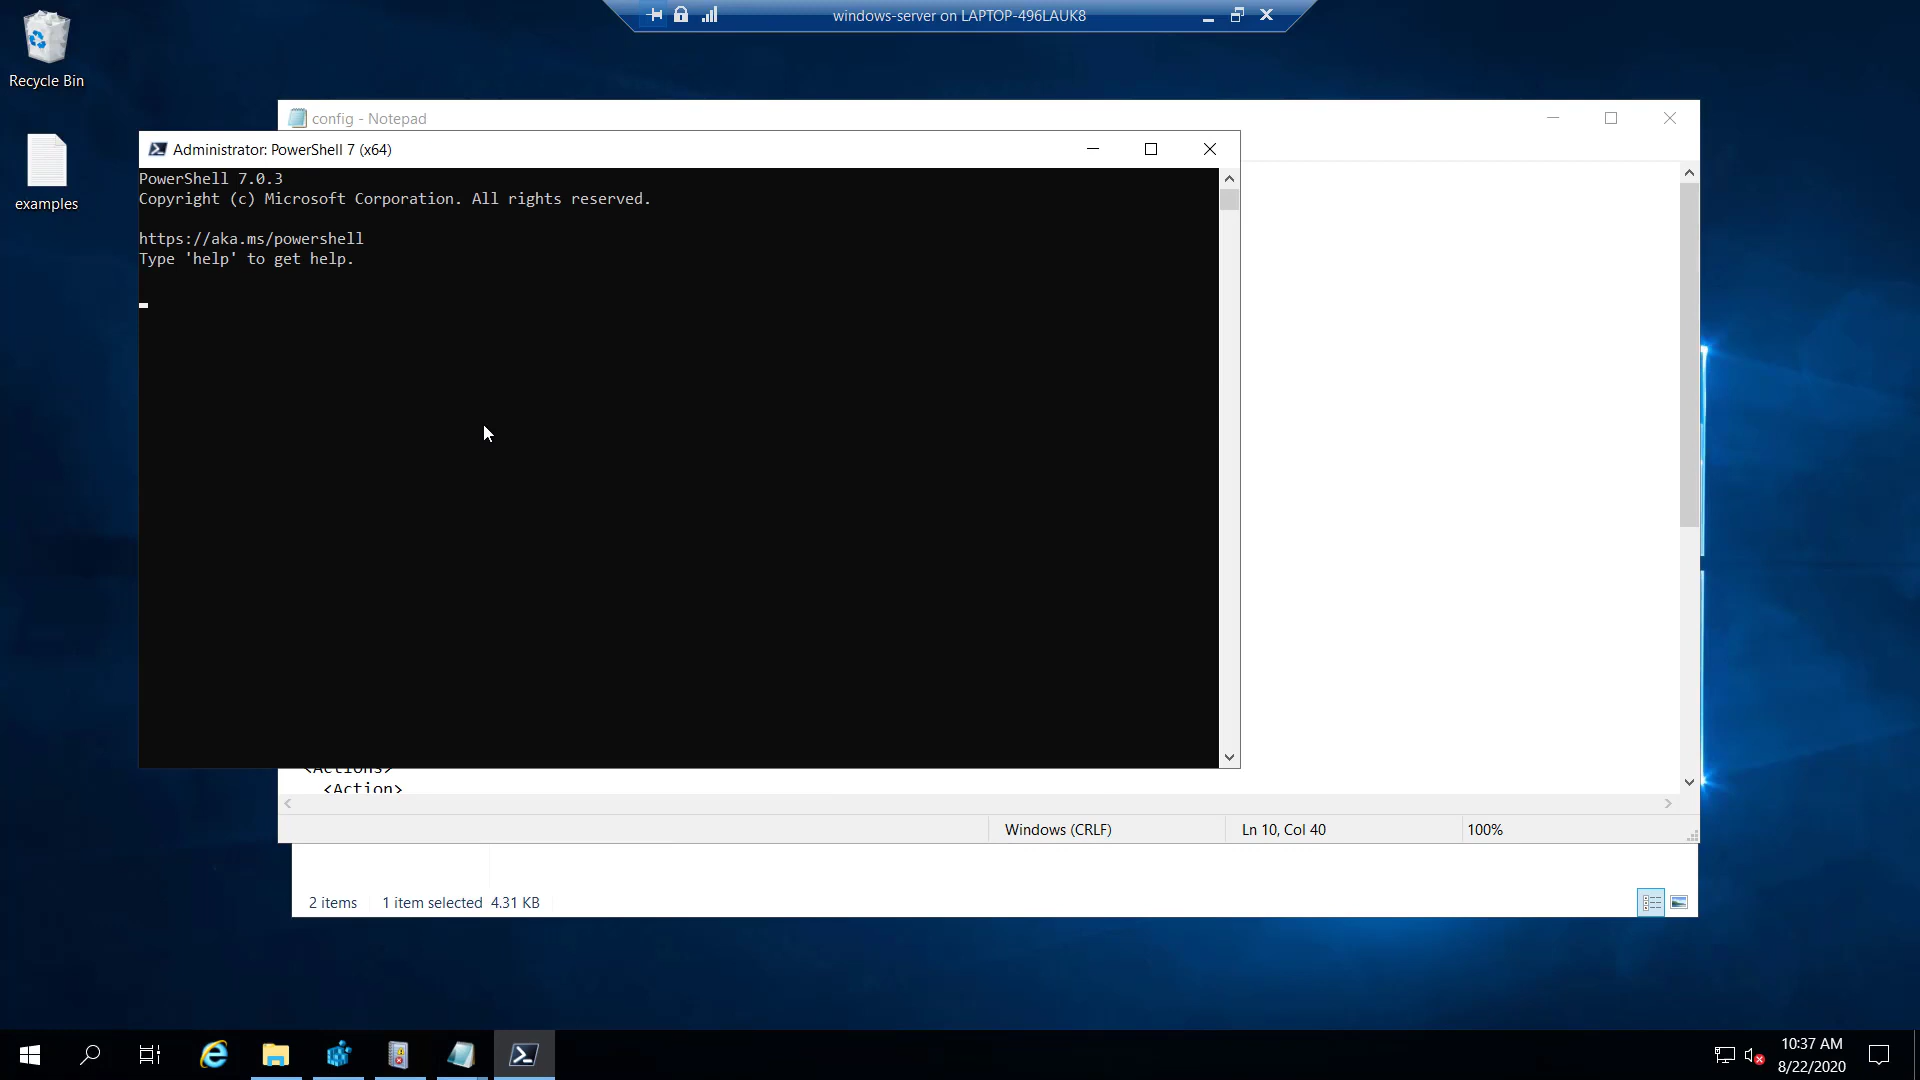 windows-server on LAPTOP-496LAUK8
Recycle Bin
examples
config - Notepad
Administrator: PowerShell 7 (x64)
PowerShell 7.0.3
Copyright (c) Microsoft Corporation. All rights reserved.
https://aka.ms/powershell
Type 'help' to get help.
<Actions>
<Action>
Windows (CRLF)
Ln 10, Col 40
100%
2 items
1 item selected 4.31 KB
10:37 AM
8/22/2020